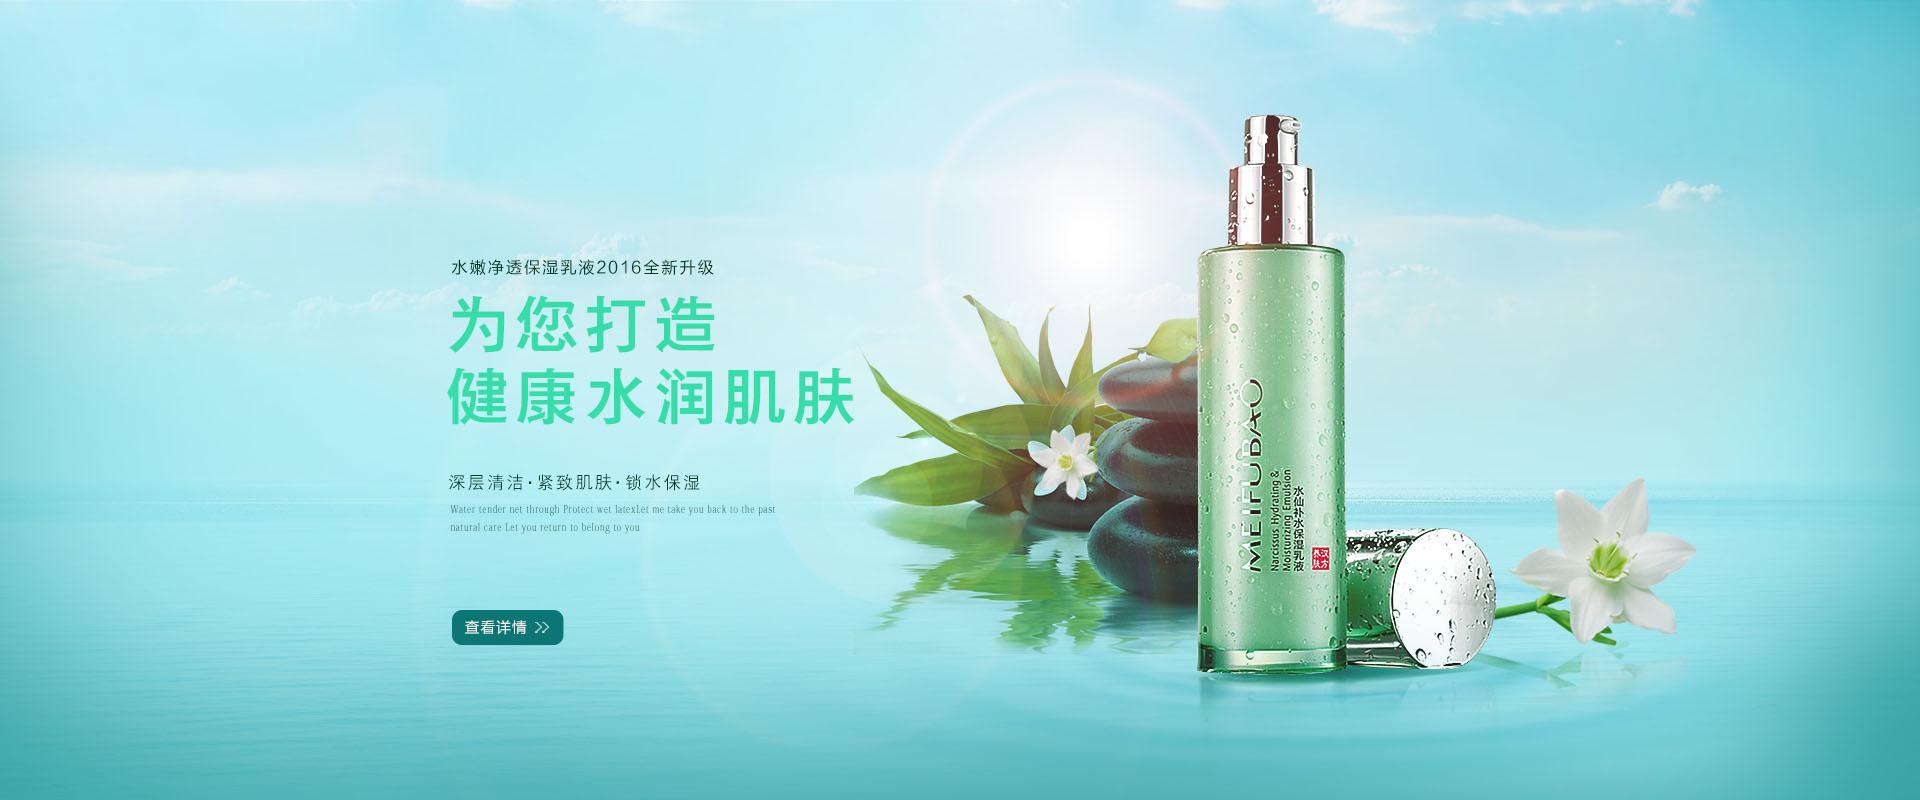 水嫩净透保湿乳液2016全新升级
为您打造
健康水润肌肤
深层清洁·紧致肌肤·锁水保湿
Water tender net through Protect wet latexLet me take you back to the past
natural care Let you return to belong to you
查看详情 >>
MEIFUBAO
Narcissus Hydrating &
Moisturizing Emulsion
水仙补水保湿乳液
汉方
养肤